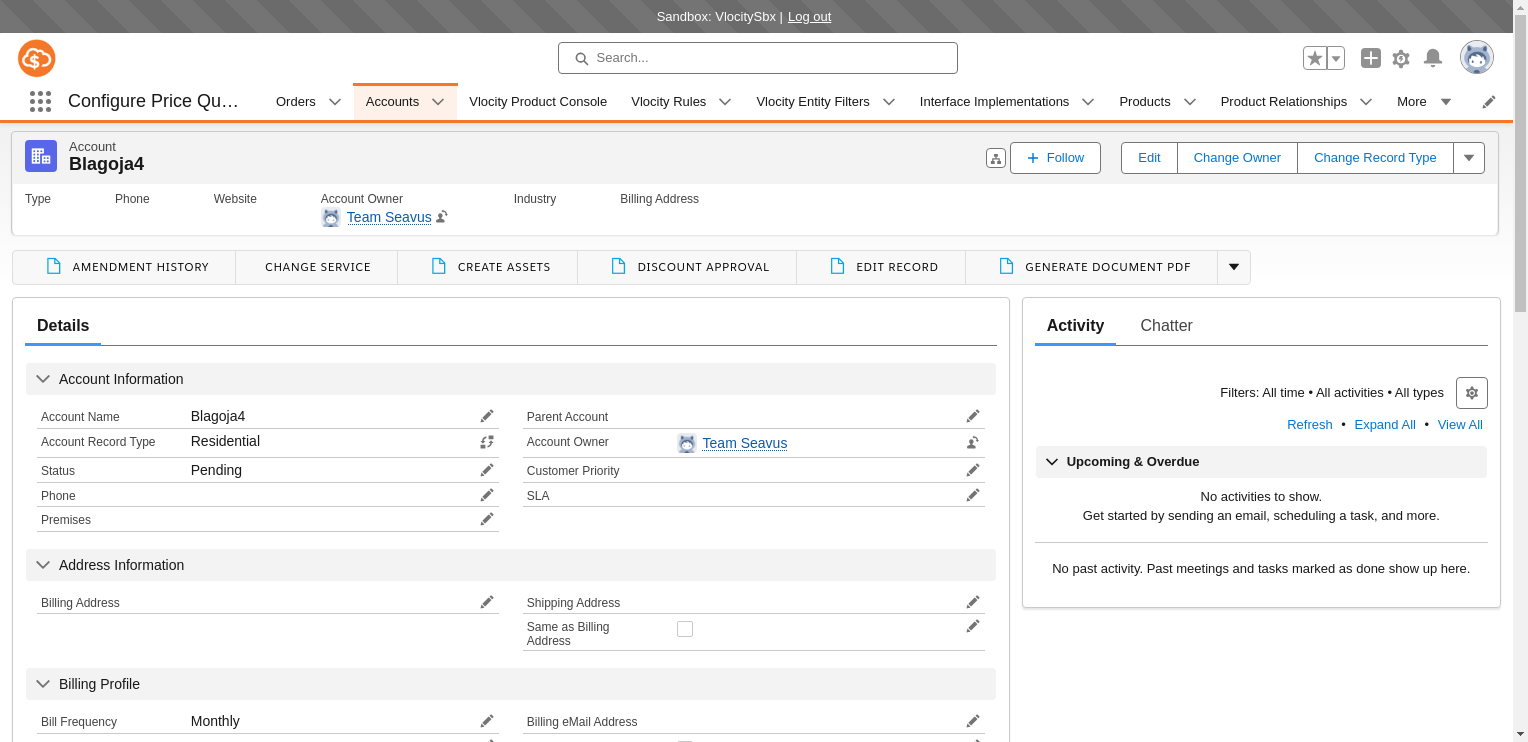 Sandbox: VlocitySbx | Log out
Search...
Configure Price Qu...
Orders
Accounts
Vlocity Product Console
Vlocity Rules
Vlocity Entity Filters
Interface Implementations
Products
Product Relationships
More
Account
Blagoja4
Follow
Edit
Change Owner
Change Record Type
Type
Phone
Website
Account Owner
Industry
Billing Address
Team Seavus
AMENDMENT HISTORY
CHANGE SERVICE
CREATE ASSETS
DISCOUNT APPROVAL
EDIT RECORD
GENERATE DOCUMENT PDF
Details
Account Information
Account Name
Blagoja4
Parent Account
Account Record Type
Residential
Account Owner
Team Seavus
Status
Pending
Customer Priority
Phone
SLA
Premises
Address Information
Billing Address
Shipping Address
Same as Billing
Address
Billing Profile
Bill Frequency
Monthly
Billing eMail Address
Activity
Chatter
Filters: All time • All activities • All types
Refresh • Expand All • View All
Upcoming & Overdue
No activities to show.
Get started by sending an email, scheduling a task, and more.
No past activity. Past meetings and tasks marked as done show up here.